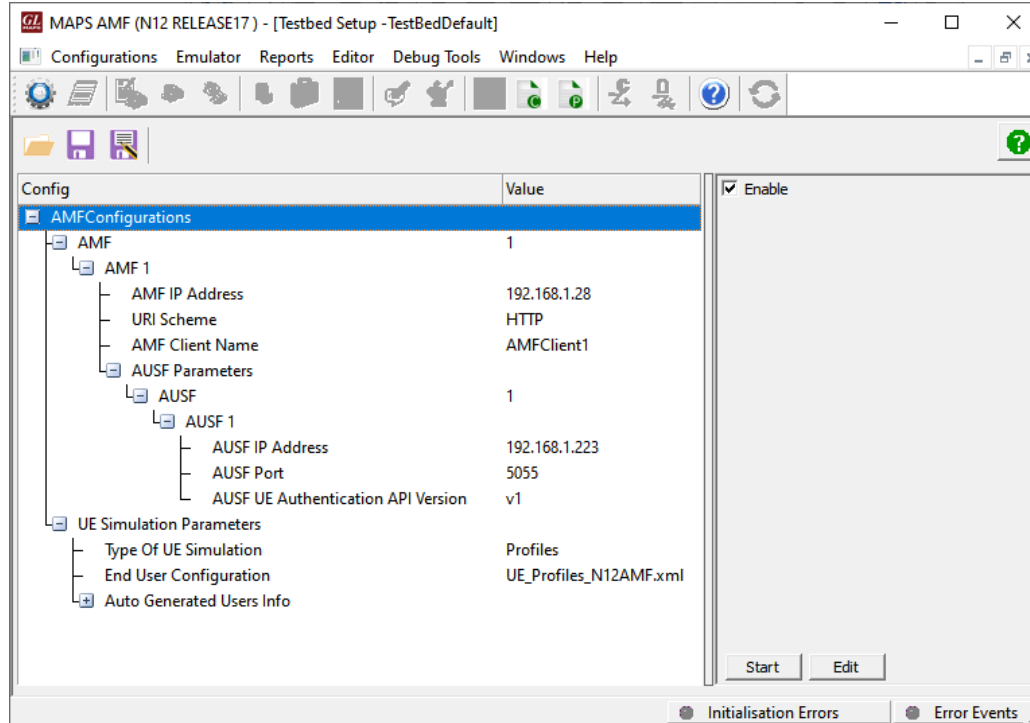 GL MAPS MAPS AMF (N12 RELEASE17 ) - [Testbed Setup -TestBedDefault]
Configurations Emulator Reports Editor Debug Tools Windows Help
C P ?
?
Config Value
Enable
AMFConfigurations
AMF 1
AMF 1
AMF IP Address 192.168.1.28
URI Scheme HTTP
AMF Client Name AMFClient1
AUSF Parameters
AUSF 1
AUSF 1
AUSF IP Address 192.168.1.223
AUSF Port 5055
AUSF UE Authentication API Version v1
UE Simulation Parameters
Type Of UE Simulation Profiles
End User Configuration UE_Profiles_N12AMF.xml
Auto Generated Users Info
Start Edit
Initialisation Errors Error Events